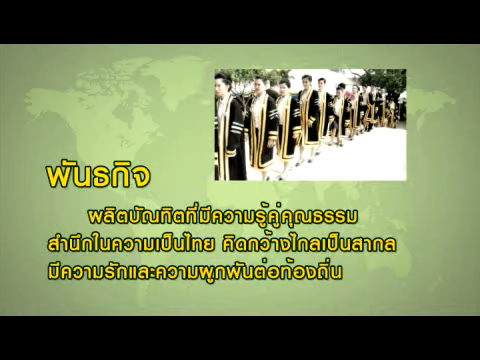 พันธกิจ
ผลิตบัณฑิตที่มีความรู้คู่คุณธรรม
สำนึกในความเป็นไทย คิดกว้างไกลเป็นสากล
มีความรักและความผูกพันต่อท้องถิ่น